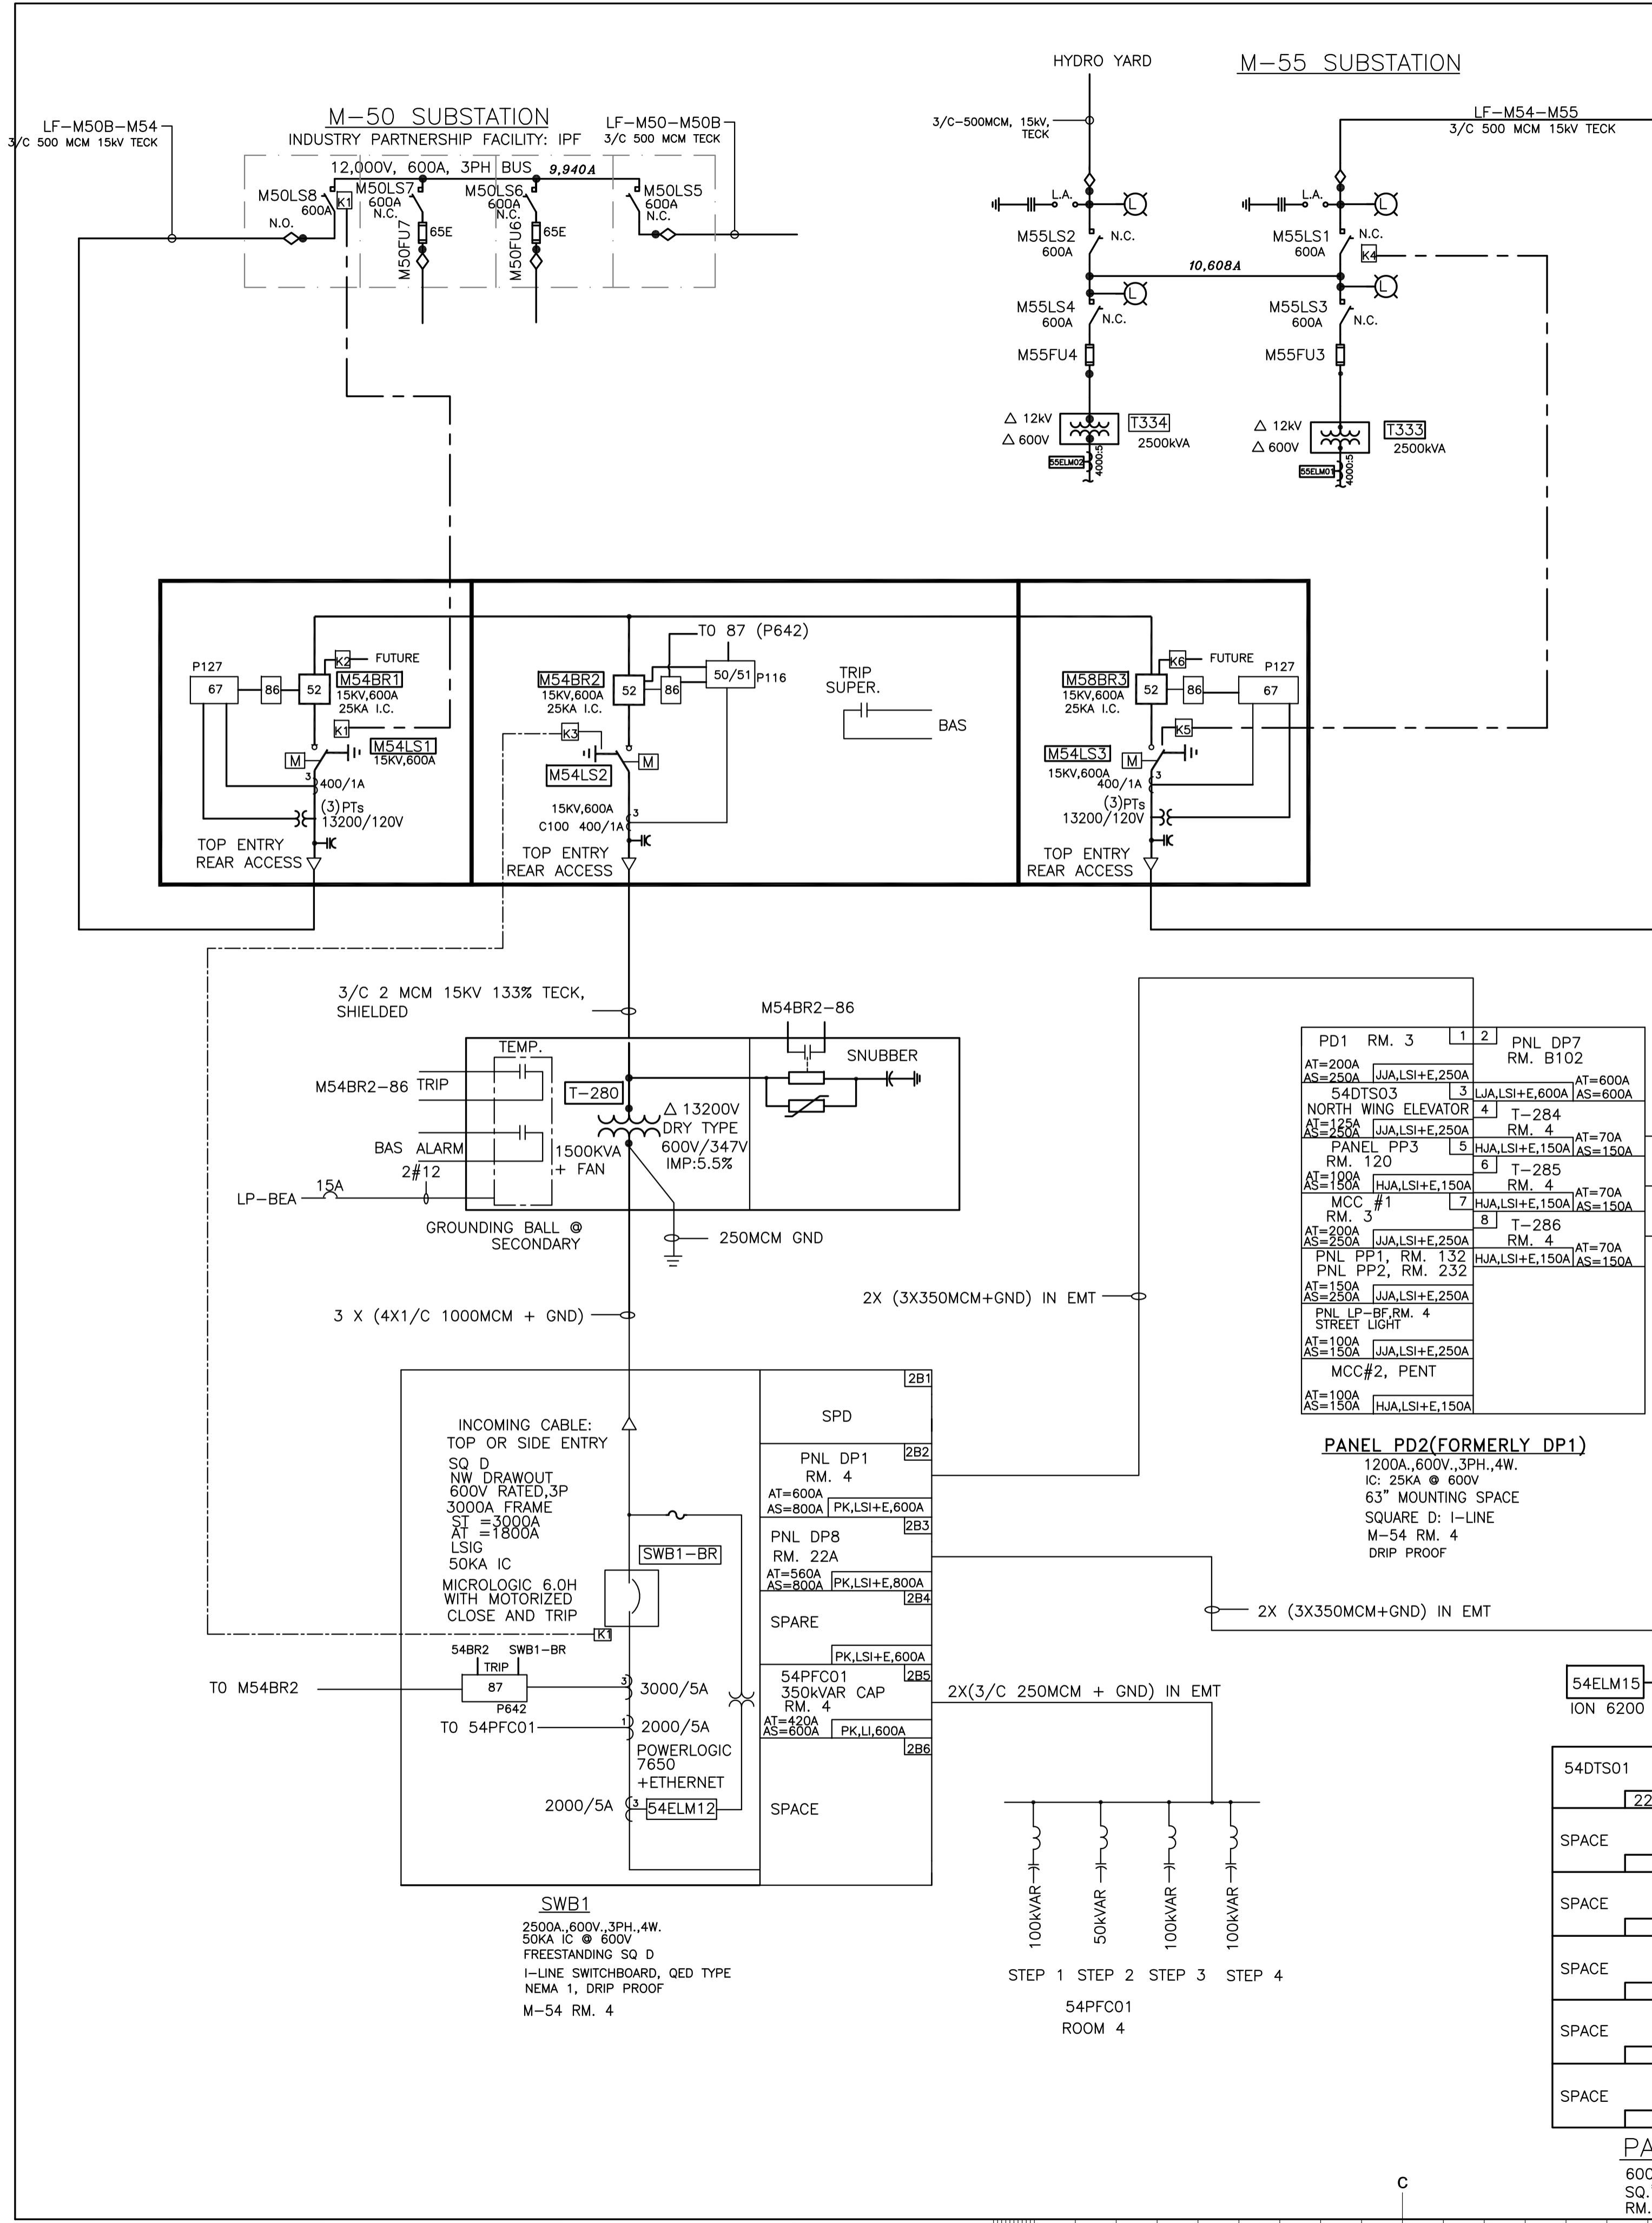 HYDRO YARD
M-55 SUBSTATION
M-50 SUBSTATION
INDUSTRY PARTNERSHIP FACILITY: IPF
LF-M50B-M54
3/C 500 MCM 15kV TECK
LF-M50-M50B
3/C 500 MCM TECK
3/C-500MCM, 15kV,
TECK
LF-M54-M55
3/C 500 MCM 15kV TECK
12,000V, 600A, 3PH BUS 9,940A
M50LS8
600A
K1
N.O.
M50LS7
600A
N.C.
M50FU7
65E
M50LS6
600A
N.C.
M50FU6
65E
M50LS5
600A
N.C.
L.A.
L
M55LS2
600A
N.C.
L.A.
L
M55LS1
600A
N.C.
K4
10,608A
L
M55LS4
600A
N.C.
M55FU4
L
M55LS3
600A
N.C.
M55FU3
△ 12kV
△ 600V
T334
2500kVA
55ELM02
4000:5
△ 12kV
△ 600V
T333
2500kVA
55ELM01
4000:5
P127
67
86
52
K2
FUTURE
M54BR1
15KV,600A
25KA I.C.
K1
M54LS1
15KV,600A
M
3
400/1A
(3)PTs
13200/120V
TOP ENTRY
REAR ACCESS
TO 87 (P642)
M54BR2
15KV,600A
25KA I.C.
52
86
50/51
P116
K3
M
M54LS2
15KV,600A
C100 400/1A
3
TOP ENTRY
REAR ACCESS
TRIP
SUPER.
BAS
K6
FUTURE
P127
M58BR3
15KV,600A
25KA I.C.
52
86
67
K5
M54LS3
M
15KV,600A
3
400/1A
(3)PTs
13200/120V
TOP ENTRY
REAR ACCESS
3/C 2 MCM 15KV 133% TECK,
SHIELDED
M54BR2-86
SNUBBER
TEMP.
M54BR2-86 TRIP
T-280
△ 13200V
DRY TYPE
600V/347V
IMP:5.5%
BAS ALARM
1500KVA
+ FAN
2#12
15A
LP-BEA
GROUNDING BALL @
SECONDARY
250MCM GND
3 X (4X1/C 1000MCM + GND)
2X (3X350MCM+GND) IN EMT
PD1 RM. 3
1
AT=200A
AS=250A
JJA,LSI+E,250A
54DTS03
3
NORTH WING ELEVATOR
AT=125A
AS=250A
JJA,LSI+E,250A
PANEL PP3
5
RM. 120
AT=100A
AS=150A
HJA,LSI+E,150A
MCC #1
7
RM. 3
AT=200A
AS=250A
JJA,LSI+E,250A
PNL PP1, RM. 132
PNL PP2, RM. 232
AT=150A
AS=250A
JJA,LSI+E,250A
PNL LP-BF,RM. 4
STREET LIGHT
AT=100A
AS=150A
JJA,LSI+E,250A
MCC#2, PENT
AT=100A
AS=150A
HJA,LSI+E,150A
2
PNL DP7
RM. B102
LJA,LSI+E,600A
AT=600A
AS=600A
4
T-284
RM. 4
HJA,LSI+E,150A
AT=70A
AS=150A
6
T-285
RM. 4
HJA,LSI+E,150A
AT=70A
AS=150A
8
T-286
RM. 4
HJA,LSI+E,150A
AT=70A
AS=150A
PANEL PD2(FORMERLY DP1)
1200A.,600V.,3PH.,4W.
IC: 25KA @ 600V
63" MOUNTING SPACE
SQUARE D: I-LINE
M-54 RM. 4
DRIP PROOF
INCOMING CABLE:
TOP OR SIDE ENTRY
SQ D
NW DRAWOUT
600V RATED,3P
3000A FRAME
ST =3000A
AT =1800A
LSIG
50KA IC
MICROLOGIC 6.0H
WITH MOTORIZED
CLOSE AND TRIP
SWB1-BR
K1
54BR2 SWB1-BR
TRIP
87
P642
TO M54BR2
3
3000/5A
TO 54PFC01
1
2000/5A
POWERLOGIC
7650
+ETHERNET
2000/5A
3
54ELM12
2B1
SPD
2B2
PNL DP1
RM. 4
AT=600A
AS=800A
PK,LSI+E,600A
2B3
PNL DP8
RM. 22A
AT=560A
AS=800A
PK,LSI+E,800A
2B4
SPARE
PK,LSI+E,600A
2B5
54PFC01
350kVAR CAP
RM. 4
AT=420A
AS=600A
PK,LI,600A
2B6
SPACE
2X (3X350MCM+GND) IN EMT
2X(3/C 250MCM + GND) IN EMT
100kVAR
50kVAR
100kVAR
100kVAR
STEP 1 STEP 2 STEP 3 STEP 4
54PFC01
ROOM 4
SWB1
2500A.,600V.,3PH.,4W.
50KA IC @ 600V
FREESTANDING SQ D
I-LINE SWITCHBOARD, QED TYPE
NEMA 1, DRIP PROOF
M-54 RM. 4
54ELM15
ION 6200
54DTS01
22
SPACE
SPACE
SPACE
SPACE
SPACE
PA
600
SQ.
RM.
C